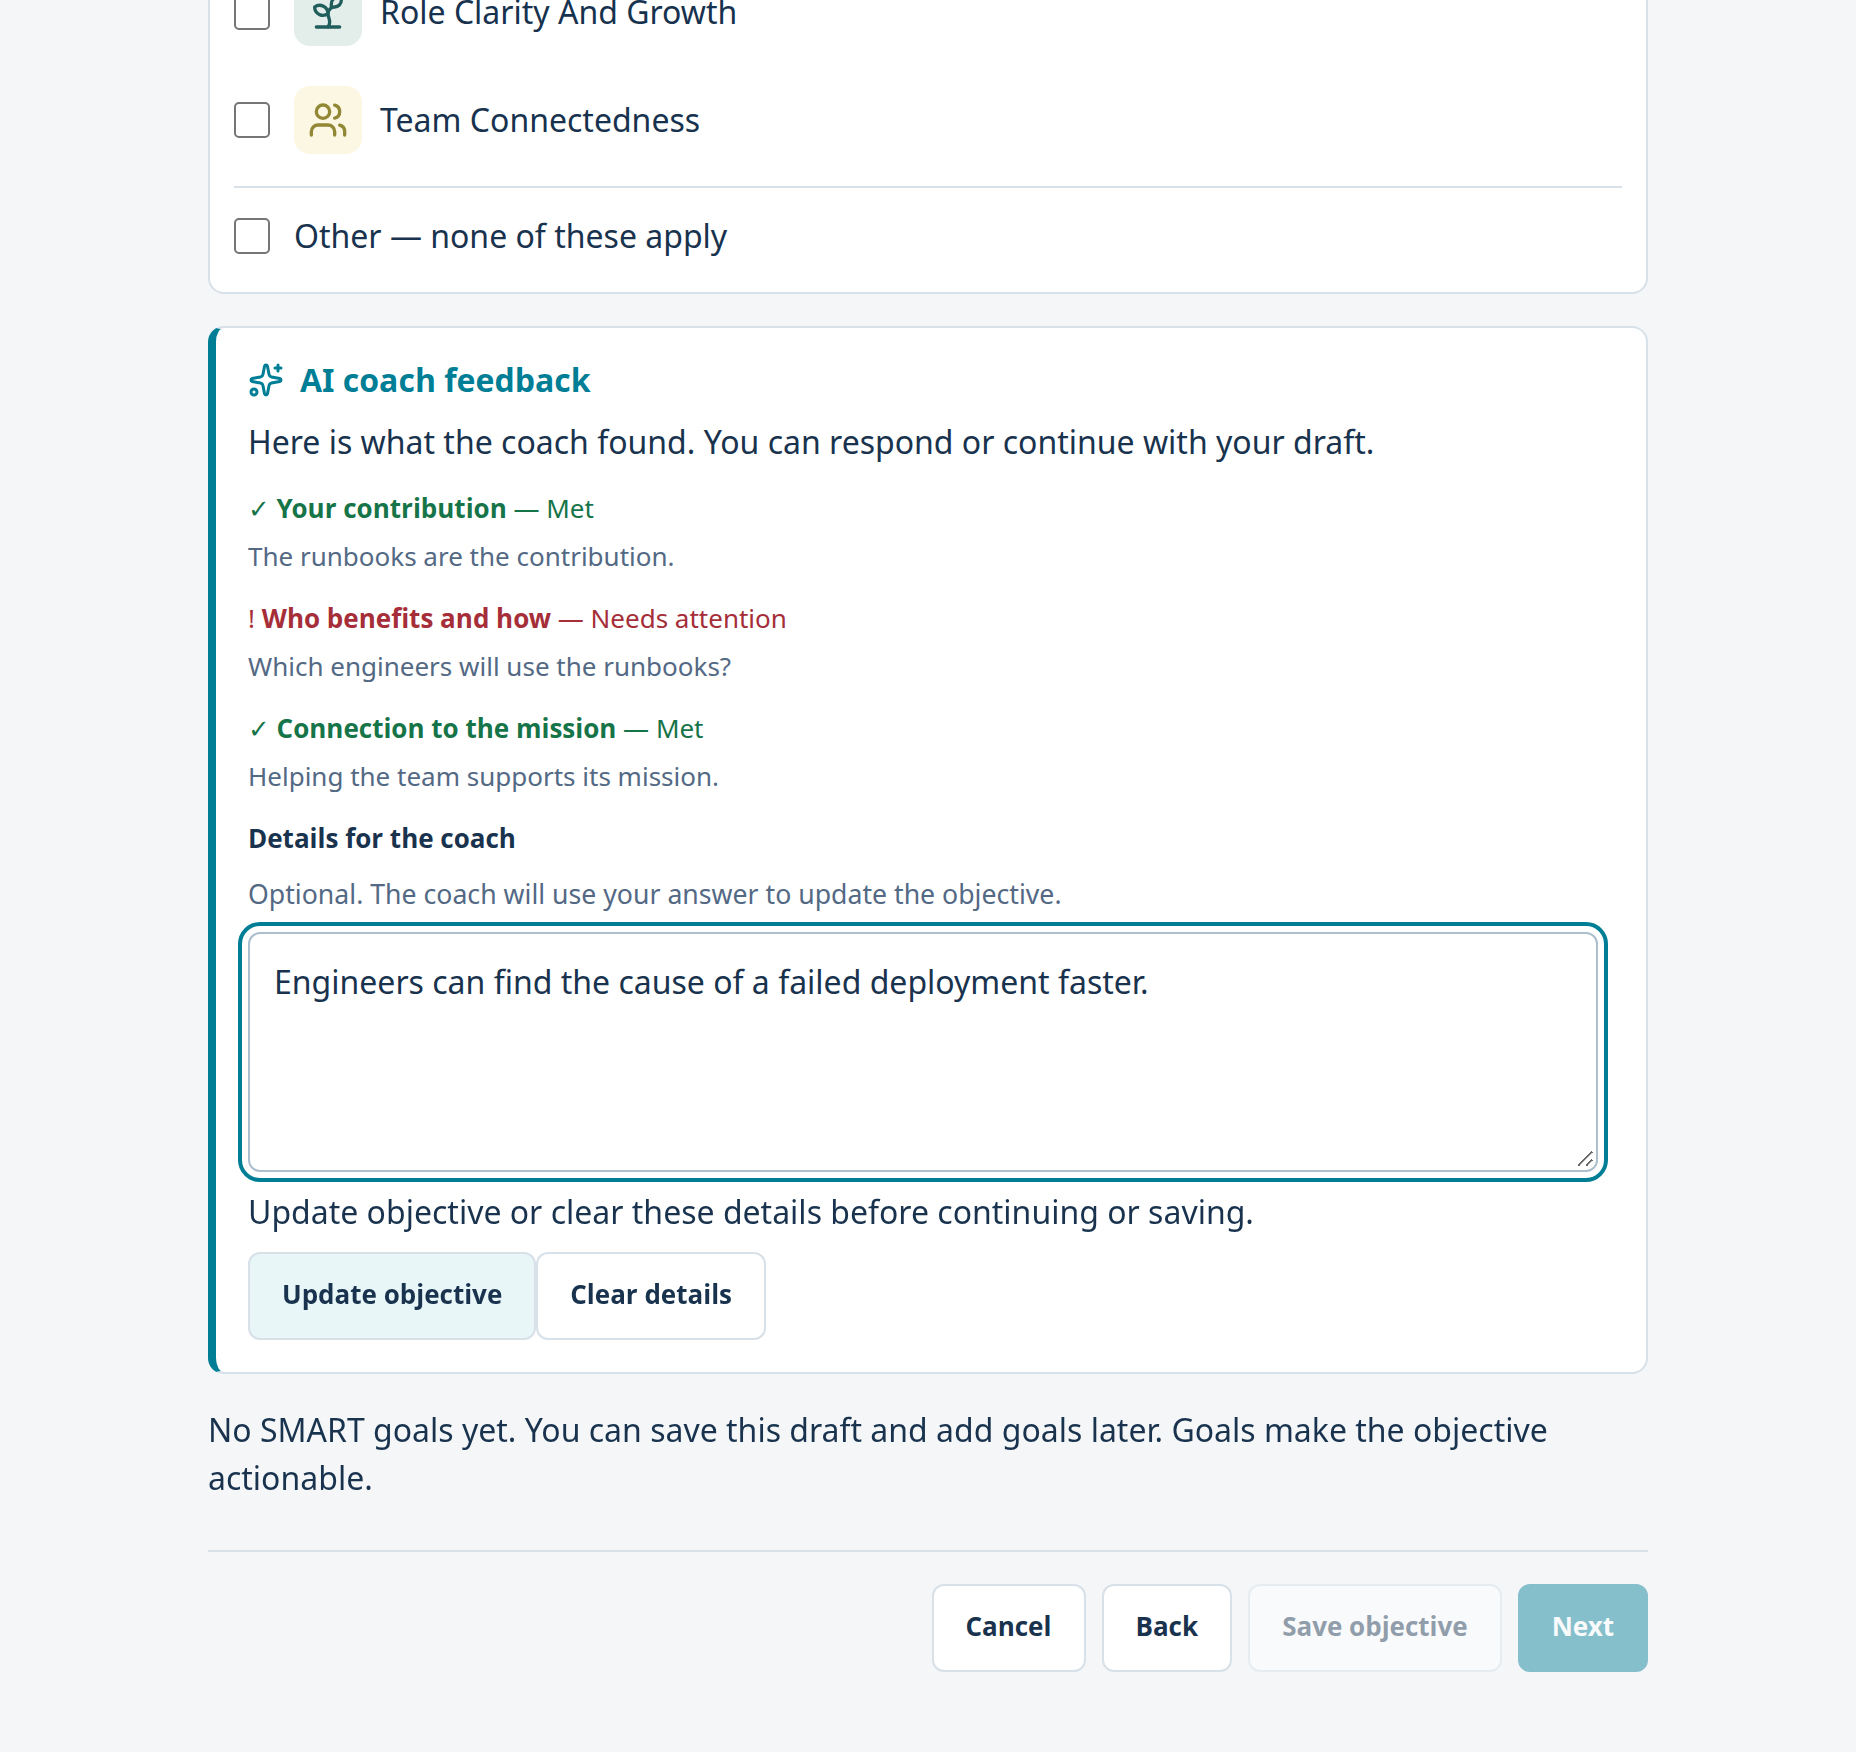 Role Clarity And Growth
Team Connectedness
Other — none of these apply
AI coach feedback
Here is what the coach found. You can respond or continue with your draft.
✓ Your contribution — Met
The runbooks are the contribution.
! Who benefits and how — Needs attention
Which engineers will use the runbooks?
✓ Connection to the mission — Met
Helping the team supports its mission.
Details for the coach
Optional. The coach will use your answer to update the objective.
Engineers can find the cause of a failed deployment faster.
Update objective or clear these details before continuing or saving.
Update objective
Clear details
No SMART goals yet. You can save this draft and add goals later. Goals make the objective
actionable.
Cancel
Back
Save objective
Next